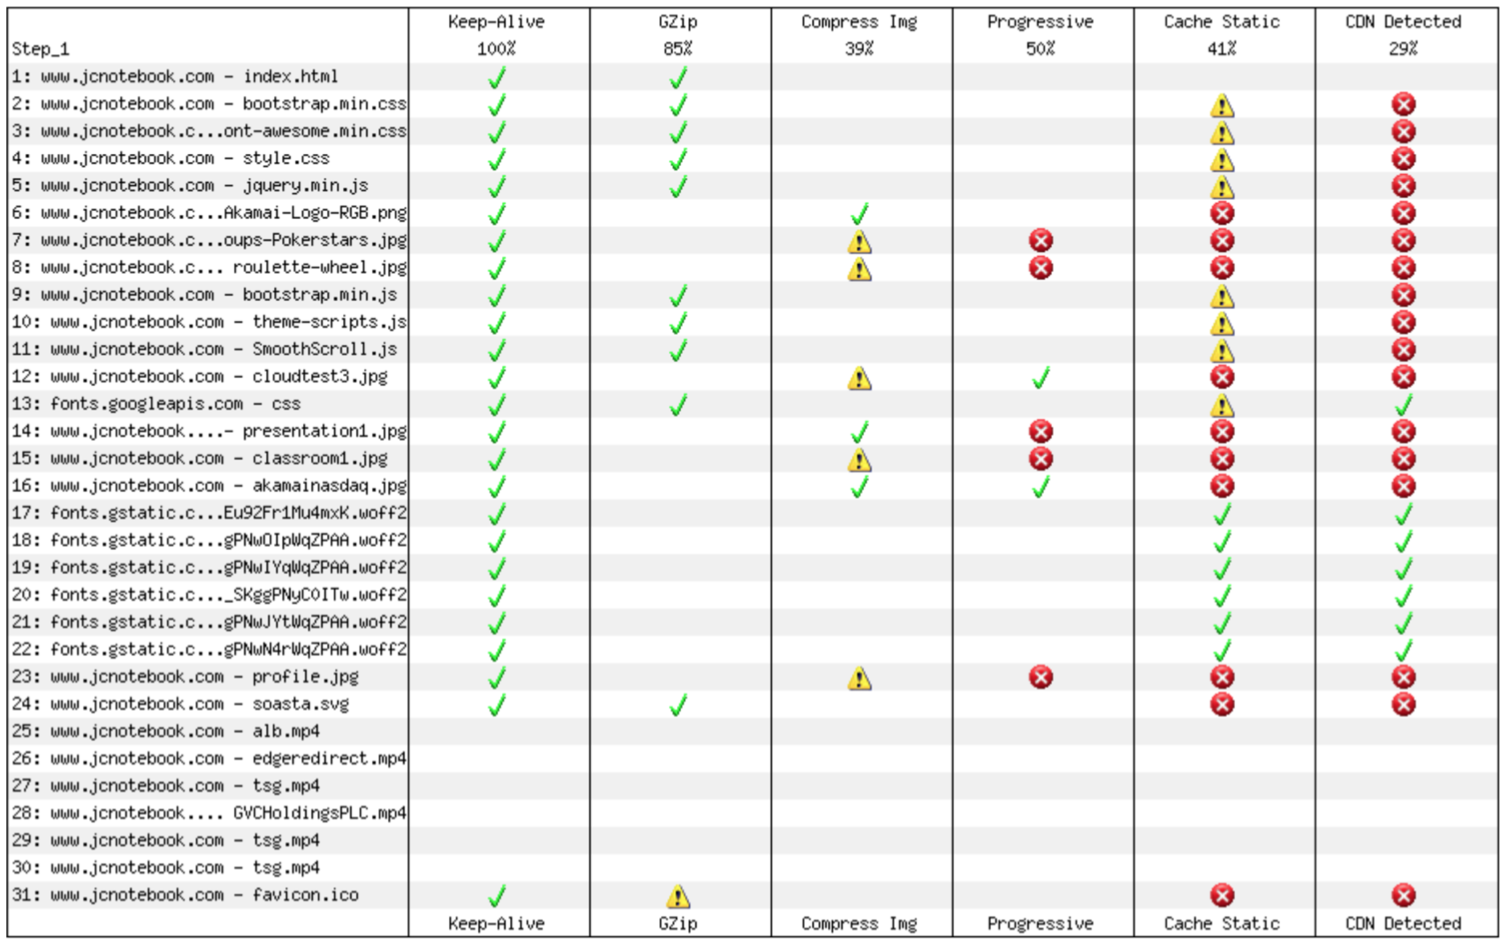 Keep-Alive GZip Compress Img Progressive Cache Static CDN Detected
Step_1 100% 85% 39% 50% 41% 29%
1: www.jcnotebook.com - index.html
2: www.jcnotebook.com - bootstrap.min.css
3: www.jcnotebook.c...ont-awesome.min.css
4: www.jcnotebook.com - style.css
5: www.jcnotebook.com - jquery.min.js
6: www.jcnotebook.c...Akamai-Logo-RGB.png
7: www.jcnotebook.c...oups-Pokerstars.jpg
8: www.jcnotebook.c... roulette-wheel.jpg
9: www.jcnotebook.com - bootstrap.min.js
10: www.jcnotebook.com - theme-scripts.js
11: www.jcnotebook.com - SmoothScroll.js
12: www.jcnotebook.com - cloudtest3.jpg
13: fonts.googleapis.com - css
14: www.jcnotebook....- presentation1.jpg
15: www.jcnotebook.com - classroom1.jpg
16: www.jcnotebook.com - akamainasdaq.jpg
17: fonts.gstatic.c...Eu92Fr1Mu4mxK.woff2
18: fonts.gstatic.c...gPNwOIpWqZPAA.woff2
19: fonts.gstatic.c...gPNwIYqWqZPAA.woff2
20: fonts.gstatic.c..._SKggPNyCOITw.woff2
21: fonts.gstatic.c...gPNwJYtWqZPAA.woff2
22: fonts.gstatic.c...gPNwN4rWqZPAA.woff2
23: www.jcnotebook.com - profile.jpg
24: www.jcnotebook.com - soasta.svg
25: www.jcnotebook.com - alb.mp4
26: www.jcnotebook.com - edgeredirect.mp4
27: www.jcnotebook.com - tsg.mp4
28: www.jcnotebook.... GVCHoldingsPLC.mp4
29: www.jcnotebook.com - tsg.mp4
30: www.jcnotebook.com - tsg.mp4
31: www.jcnotebook.com - favicon.ico
Keep-Alive GZip Compress Img Progressive Cache Static CDN Detected